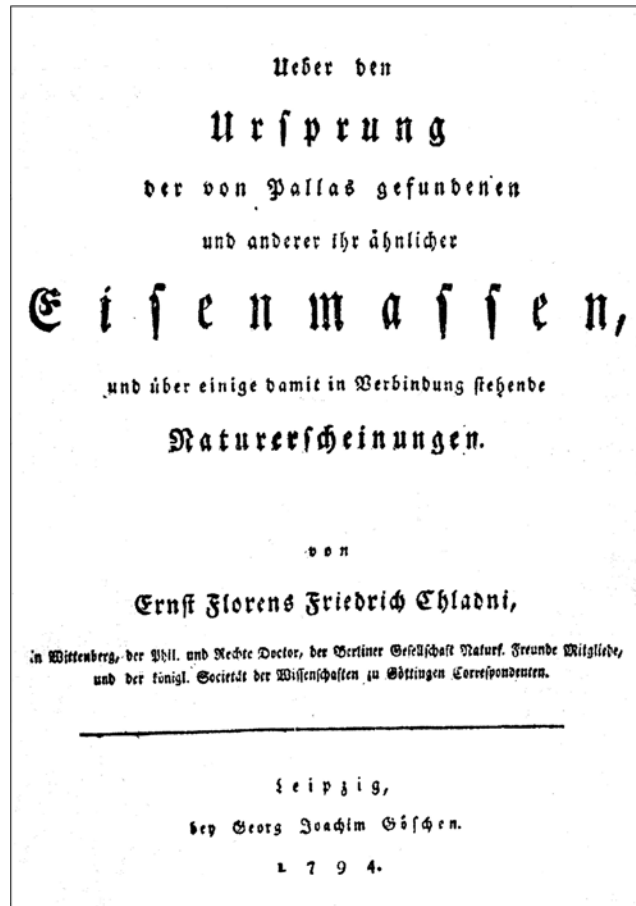 Ueber den
Urſprung
der von Pallas gefundenen
und anderer ihr ähnlicher
Eiſenmaſſen,
und über einige damit in Verbindung ſtehende
Naturerſcheinungen.
von
Ernſt Florens Friedrich Chladni,
in Wittenberg, der Phil. und Rechte Doctor, der Berliner Geſellſchaft Naturf. Freunde Mitgliede,
und der königl. Societät der Wiſſenſchaften zu Göttingen Correſpondenten.
Leipzig,
bey Georg Joachim Göſchen.
1794.